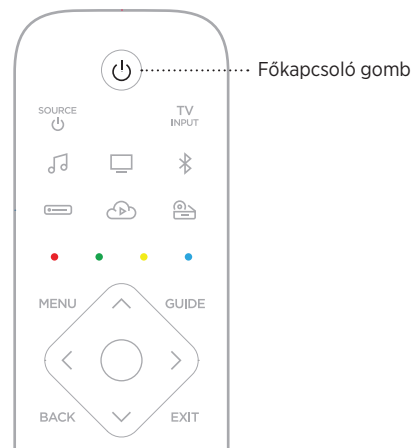 Főkapcsoló gomb
SOURCE
TV
INPUT
MENU
GUIDE
BACK
EXIT